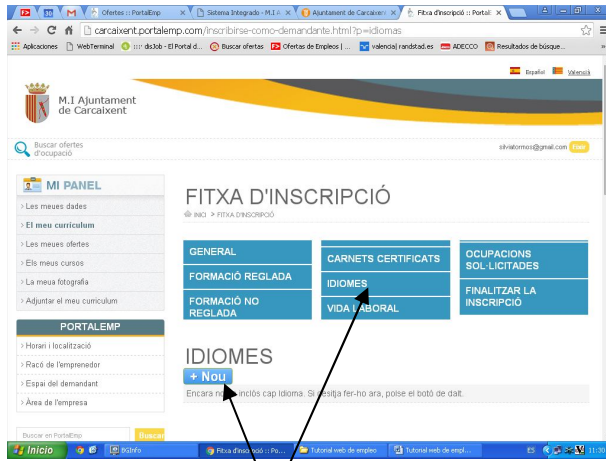 Ofertes :: PortalEmp
Sistema Integrado - M.I A
Ajuntament de Carcaixent
Fitxa d'inscripció :: Portal
carcaixent.portalemp.com/inscribirse-como-demandante.html?p=idiomas
Aplicaciones
WebTerminal
::: disJob - El Portal d...
Buscar ofertas
Ofertas de Empleos | ...
valencia| randstad.es
ADECCO
Resultados de búsque...
Español
Valencià
M.I Ajuntament
de Carcaixent
Buscar ofertes
d'ocupació
silviatormos@gmail.com
MI PANEL
> Les meues dades
> El meu currículum
> Les meues ofertes
> Els meus cursos
> La meua fotografia
> Adjuntar el meu curriculum
PORTALEMP
> Horari i localització
> Racó de l'emprenedor
> Espai del demandant
> Àrea de l'empresa
Buscar en PortalEmp
Buscar
FITXA D'INSCRIPCIÓ
INICI > FITXA D'INSCRIPCIÓ
GENERAL
FORMACIÓ REGLADA
FORMACIÓ NO
REGLADA
CARNETS CERTIFICATS
IDIOMES
VIDA LABORAL
OCUPACIONS
SOL·LICITADES
FINALITZAR LA
INSCRIPCIÓ
IDIOMES
+ Nou
Encara no inclòs cap Idioma. Si desitja fer-ho ara, polse el botó de
dalt.
Inicio
BGInfo
Fitxa d'inscripció :: Po...
Tutorial web de empleo
Tutorial web de empl...
ES
11:30